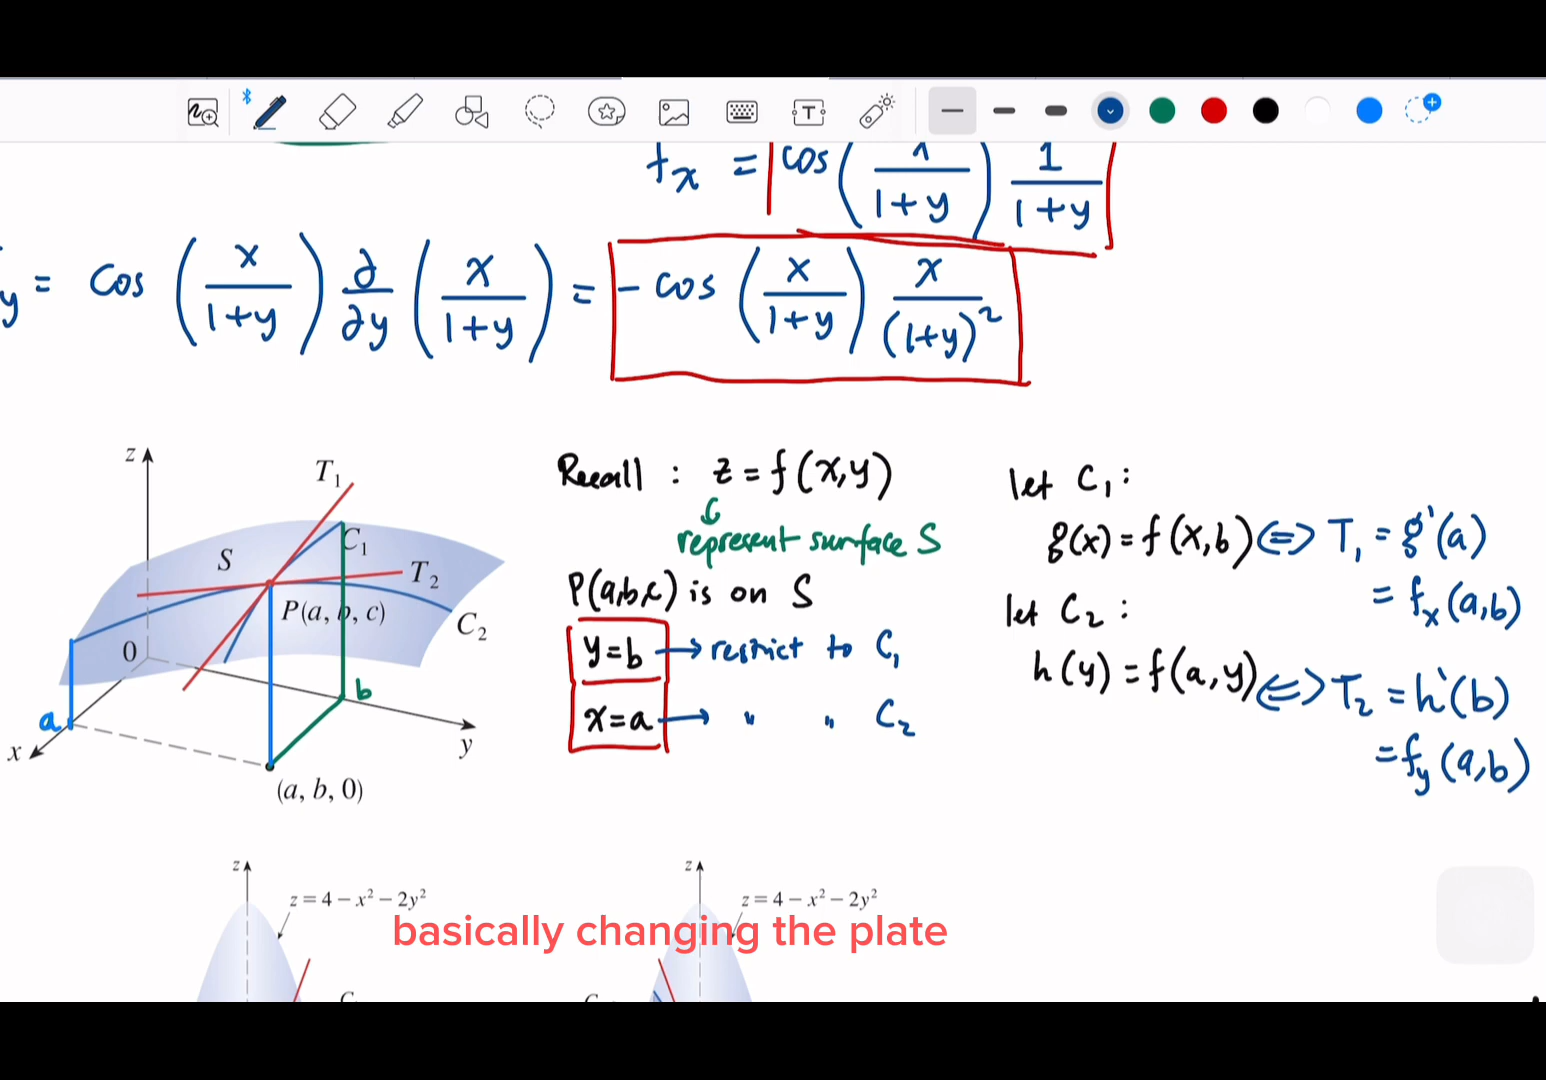 fx = cos(x/(1+y)) 1/(1+y)
y = cos(x/(1+y)) ∂/∂y (x/(1+y)) = - cos(x/(1+y)) x/(1+y)²
z
T₁
S
C₁
T₂
P(a, b, c)
C₂
0
a
b
x
y
(a, b, 0)
Recall : z = f(x,y)
represent surface S
P(a,b,c) is on S
y=b → restrict to C₁
x=a → " " C₂
let C₁:
g(x) = f(x,b) ⇔ T₁ = g'(a)
= fx(a,b)
let C₂ :
h(y) = f(a,y) ⇔ T₂ = h'(b)
= fy(a,b)
z
z = 4 – x² – 2y²
z
z = 4 – x² – 2y²
basically changing the plate